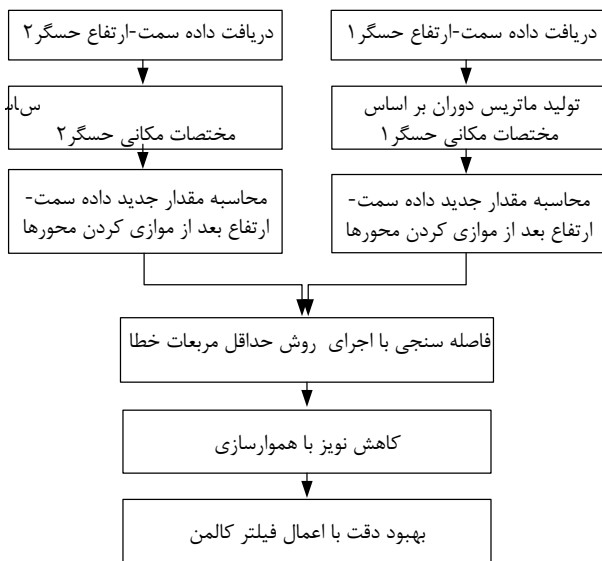 دریافت داده سمت-ارتفاع حسگر۱
تولید ماتریس دوران بر اساس
مختصات مکانی حسگر۱
محاسبه مقدار جدید داده سمت-
ارتفاع بعد از موازی کردن محورها
دریافت داده سمت-ارتفاع حسگر۲
مختصات مکانی حسگر۲
محاسبه مقدار جدید داده سمت-
ارتفاع بعد از موازی کردن محورها
فاصله سنجی با اجرای روش حداقل مربعات خطا
کاهش نویز با هموارسازی
بهبود دقت با اعمال فیلتر کالمن